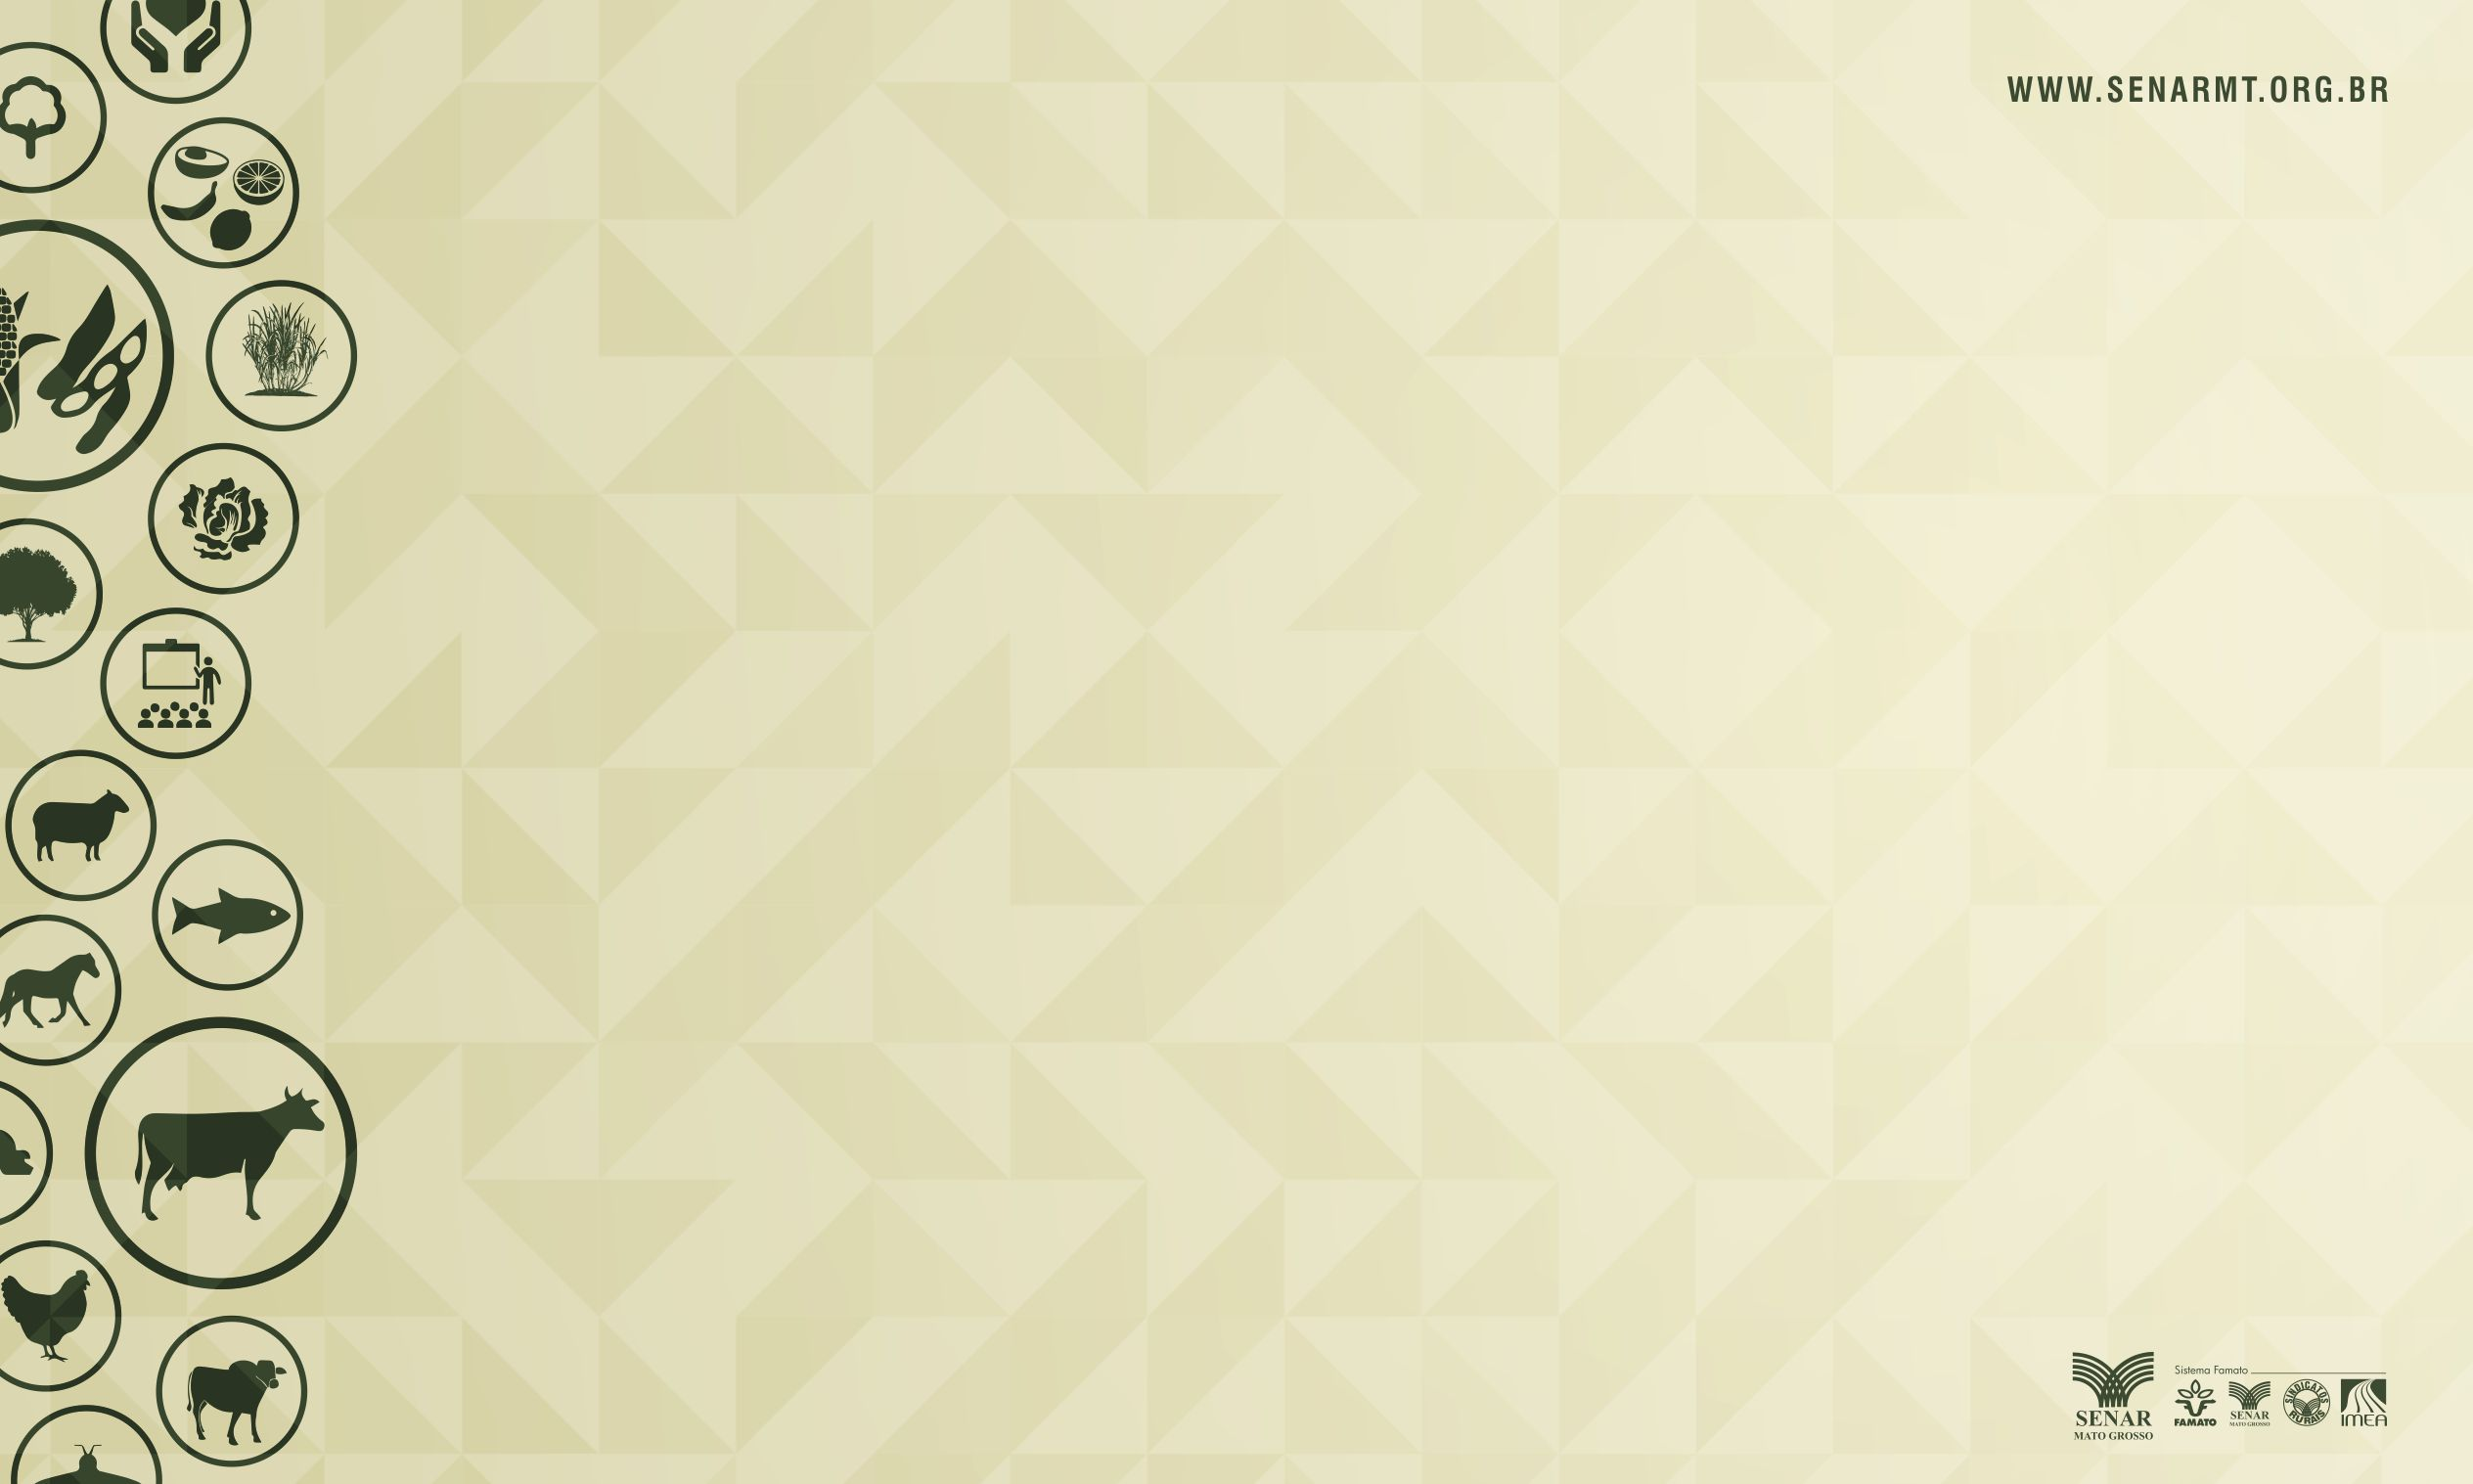 WWW.SENARMT.ORG.BR
Sistema Famato
SENAR
MATO GROSSO
FAMATO
SENAR
MATO GROSSO
SINDICATOS
RURAIS
IMEA